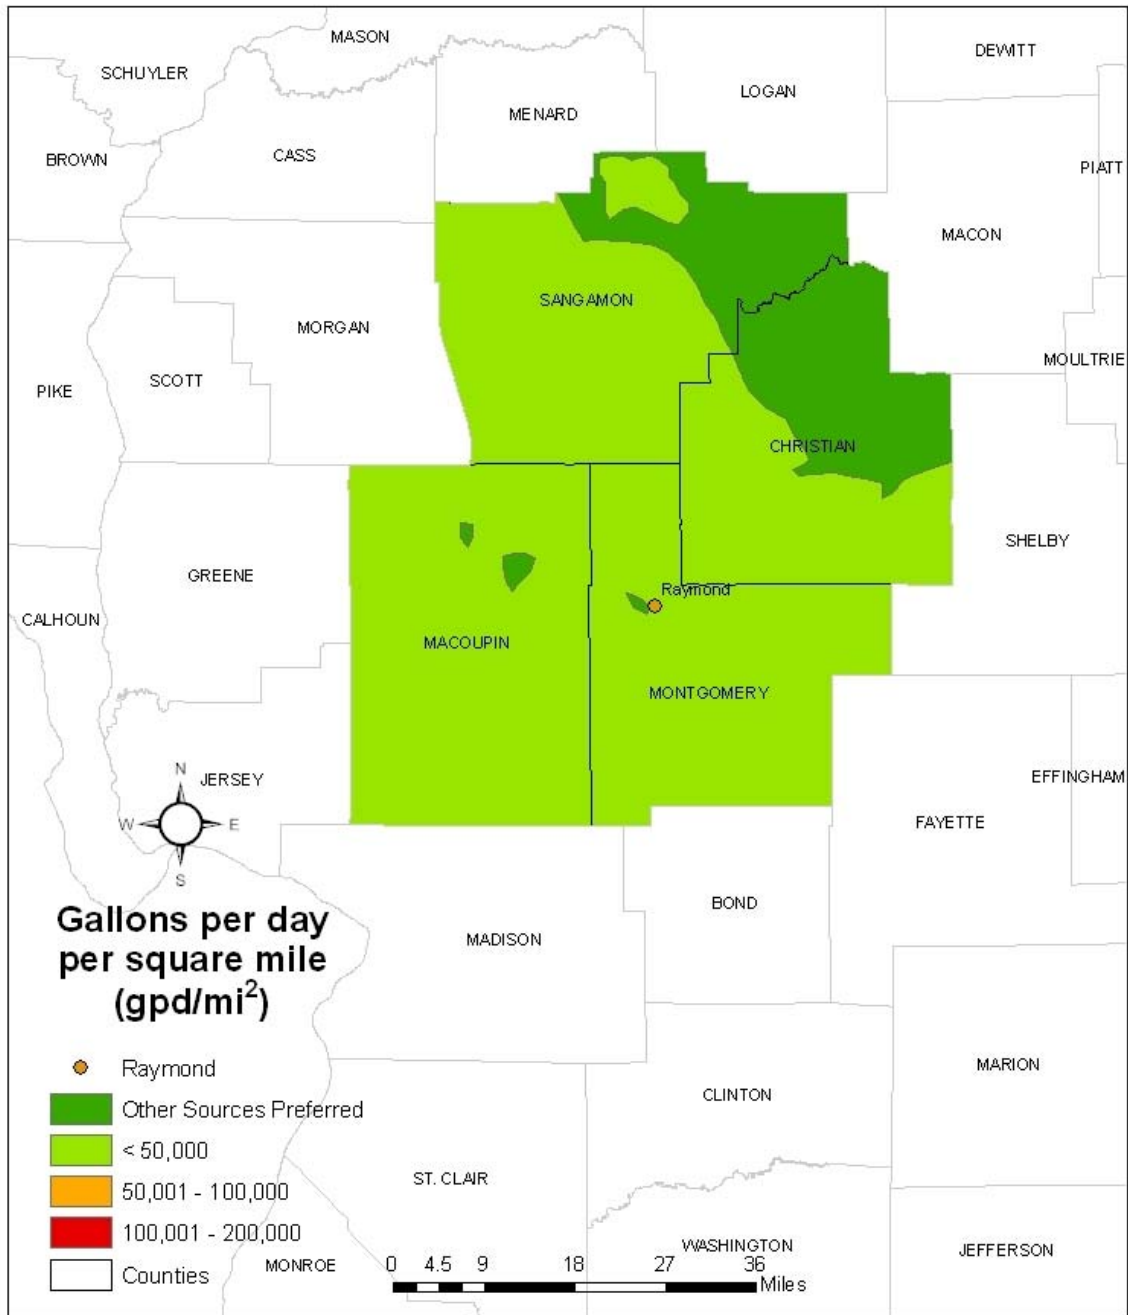 MASON
DEWITT
SCHUYLER
LOGAN
MENARD
CASS
BROWN
PIATT
MACON
SANGAMON
MORGAN
MOULTRIE
SCOTT
PIKE
CHRISTIAN
SHELBY
GREENE
Raymond
CALHOUN
MACOUPIN
MONTGOMERY
EFFINGHAM
JERSEY
N
W E
S
FAYETTE
BOND
MADISON
Gallons per day
per square mile
(gpd/mi²)
Raymond
Other Sources Preferred
< 50,000
50,001 - 100,000
100,001 - 200,000
Counties
MARION
CLINTON
ST. CLAIR
WASHINGTON
JEFFERSON
MONROE
0 4.5 9 18 27 36
Miles